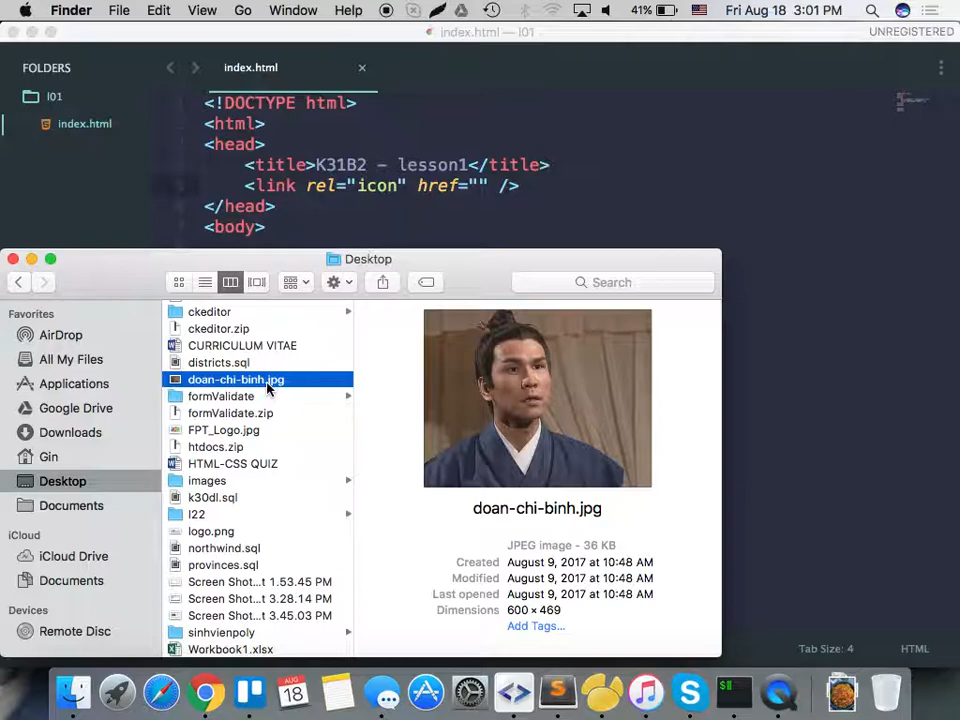 Finder File Edit View Go Window Help 41% Fri Aug 18 3:01 PM
index.html — l01 UNREGISTERED
FOLDERS
l01
index.html
index.html ×
<!DOCTYPE html>
<html>
<head>
<title>K31B2 - lesson1</title>
<link rel="icon" href="" />
</head>
<body>
Desktop
Search
Favorites
AirDrop
All My Files
Applications
Google Drive
Downloads
Gin
Desktop
Documents
iCloud
iCloud Drive
Documents
Devices
Remote Disc
ckeditor
ckeditor.zip
CURRICULUM VITAE
districts.sql
doan-chi-binh.jpg
formValidate
formValidate.zip
FPT_Logo.jpg
htdocs.zip
HTML-CSS QUIZ
images
k30dl.sql
l22
logo.png
northwind.sql
provinces.sql
Screen Shot...t 1.53.45 PM
Screen Shot...t 3.28.14 PM
Screen Shot...t 3.45.03 PM
sinhvienpoly
Workbook1.xlsx
doan-chi-binh.jpg
JPEG image - 36 KB
Created August 9, 2017 at 10:48 AM
Modified August 9, 2017 at 10:48 AM
Last opened August 9, 2017 at 10:48 AM
Dimensions 600 × 469
Add Tags...
Tab Size: 4 HTML
AUG
18